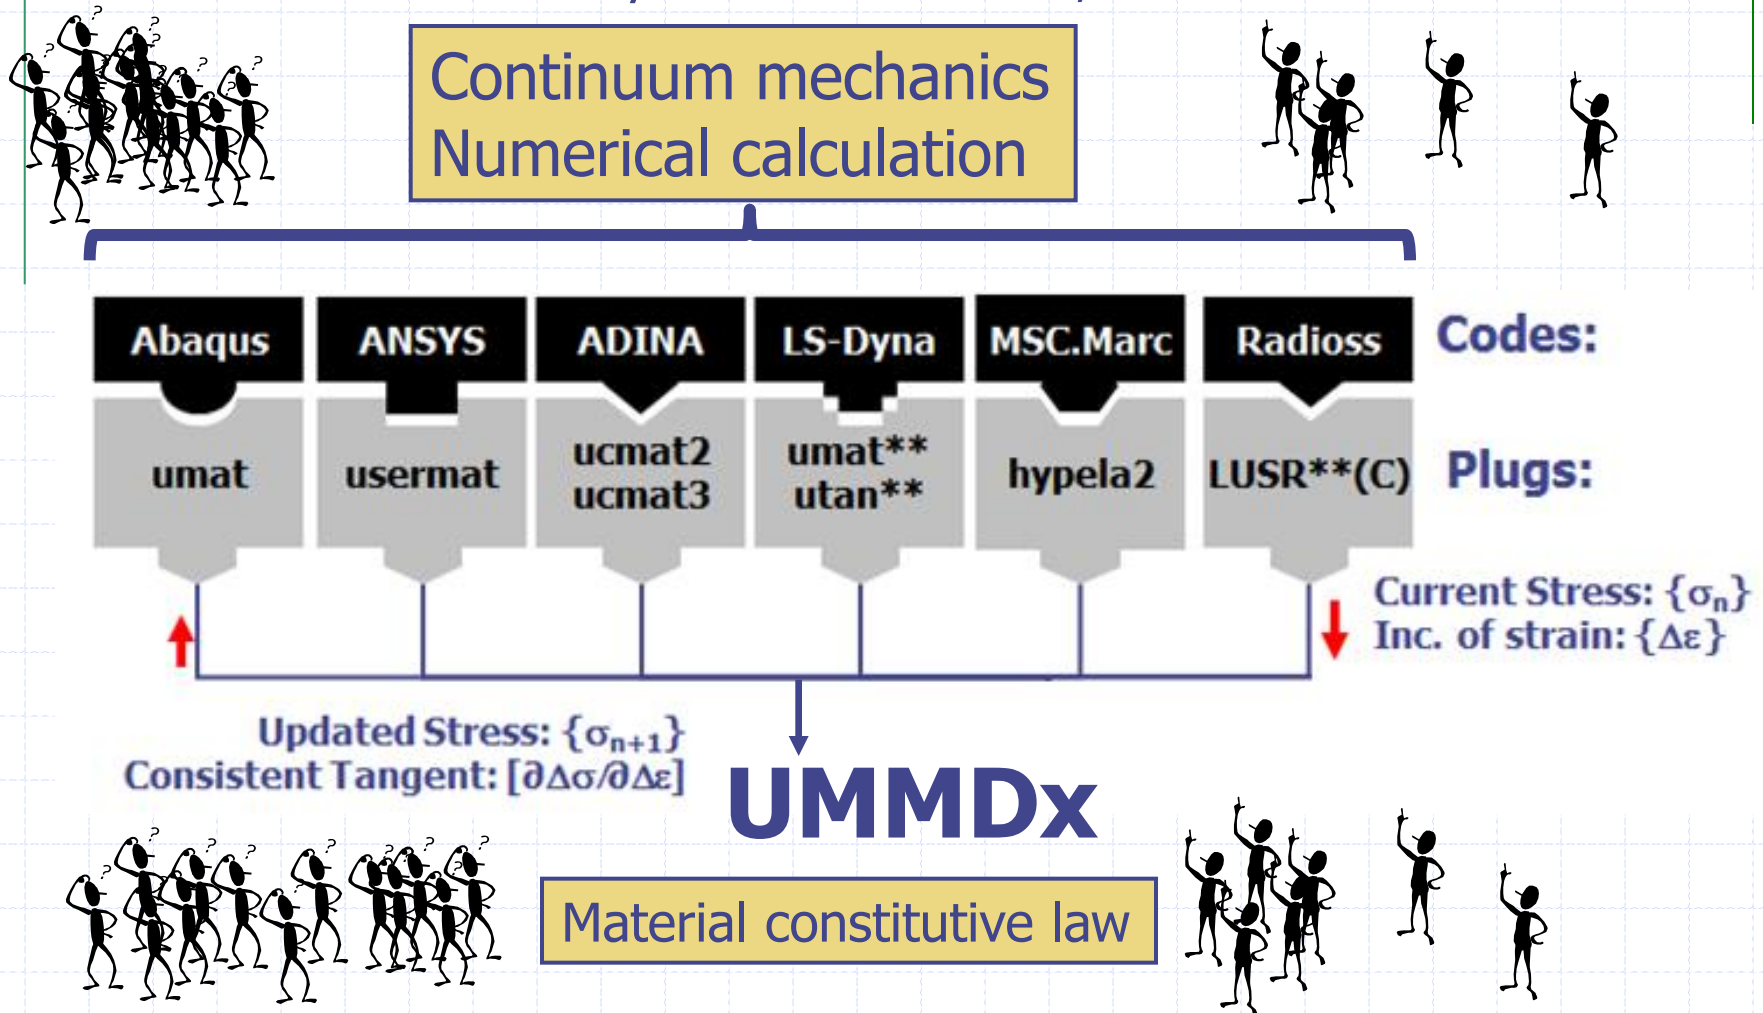 Continuum mechanics
Numerical calculation
Abaqus ANSYS ADINA LS-Dyna MSC.Marc Radioss Codes:
umat usermat ucmat2 umat** hypela2 LUSR**(C) Plugs:
ucmat3 utan**
Current Stress: {σn}
Inc. of strain: {Δε}
Updated Stress: {σn+1}
Consistent Tangent: [∂Δσ/∂Δε]
UMMDx
Material constitutive law